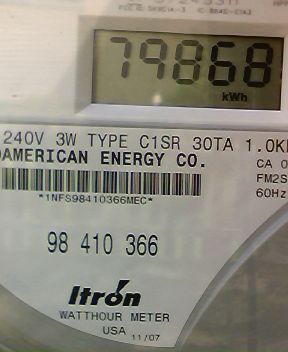 79868
kWh
240V 3W TYPE C1SR 30TA 1.0K
AMERICAN ENERGY CO.
CA 0
FM2S
60Hz
*1NFS98410366MEC*
98 410 366
Itron
WATTHOUR METER
USA 11/07